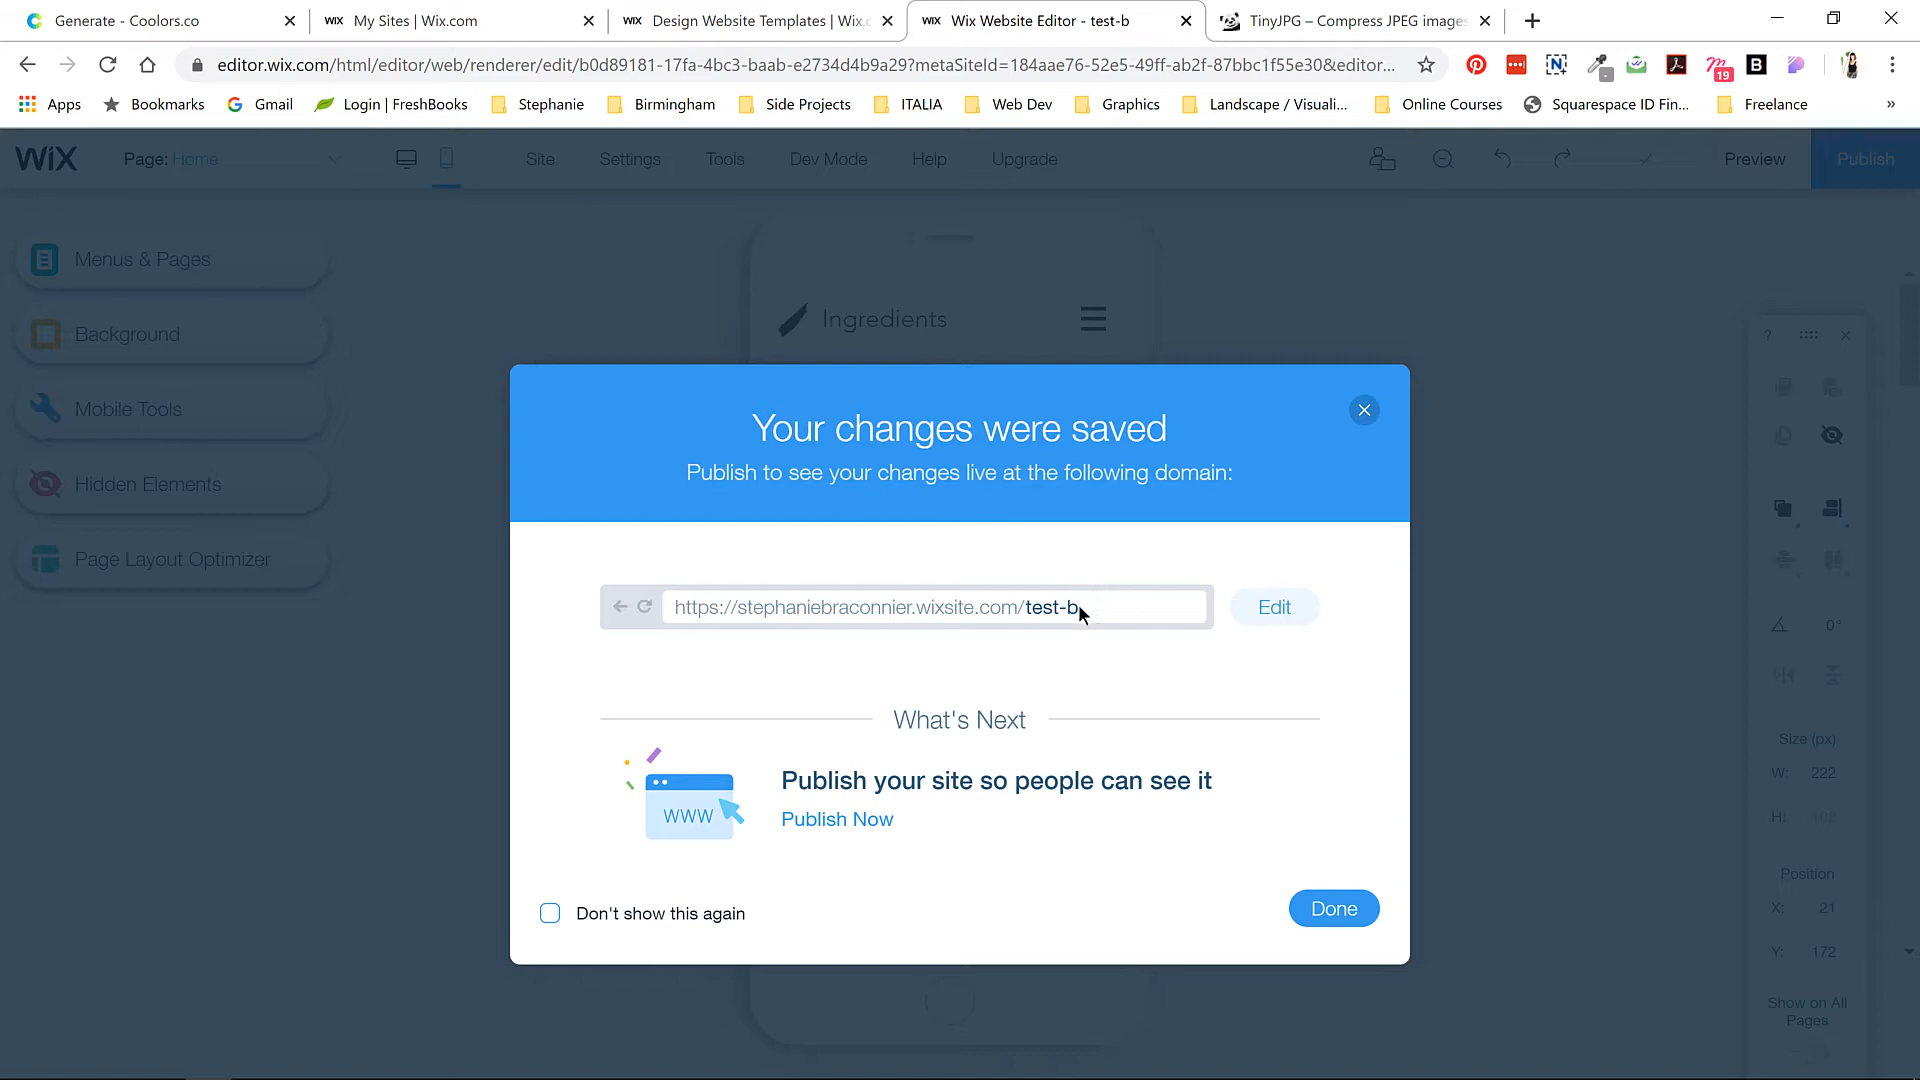 Generate - Coolors.co
WiX My Sites | Wix.com
WiX Design Website Templates | Wix.c
WiX Wix Website Editor - test-b
TinyJPG – Compress JPEG images
editor.wix.com/html/editor/web/renderer/edit/b0d89181-17fa-4bc3-baab-e2734d4b9a29?metaSiteId=184aae76-52e5-49ff-ab2f-87bbc1f55e30&editor...
19
B
Apps
Bookmarks
Gmail
Login | FreshBooks
Stephanie
Birmingham
Side Projects
ITALIA
Web Dev
Graphics
Landscape / Visuali...
Online Courses
Squarespace ID Fin...
Freelance
»
WiX
Page: Home
Site
Settings
Tools
Dev Mode
Help
Upgrade
Preview
Publish
Menus & Pages
Background
Mobile Tools
Hidden Elements
Page Layout Optimizer
Ingredients
Your changes were saved
Publish to see your changes live at the following domain:
https://stephaniebraconnier.wixsite.com/test-b
Edit
What's Next
WWW
Publish your site so people can see it
Publish Now
Don't show this again
Done
?
0°
Size (px)
W: 222
H: 162
Position
X: 21
Y: 172
Show on All
Pages